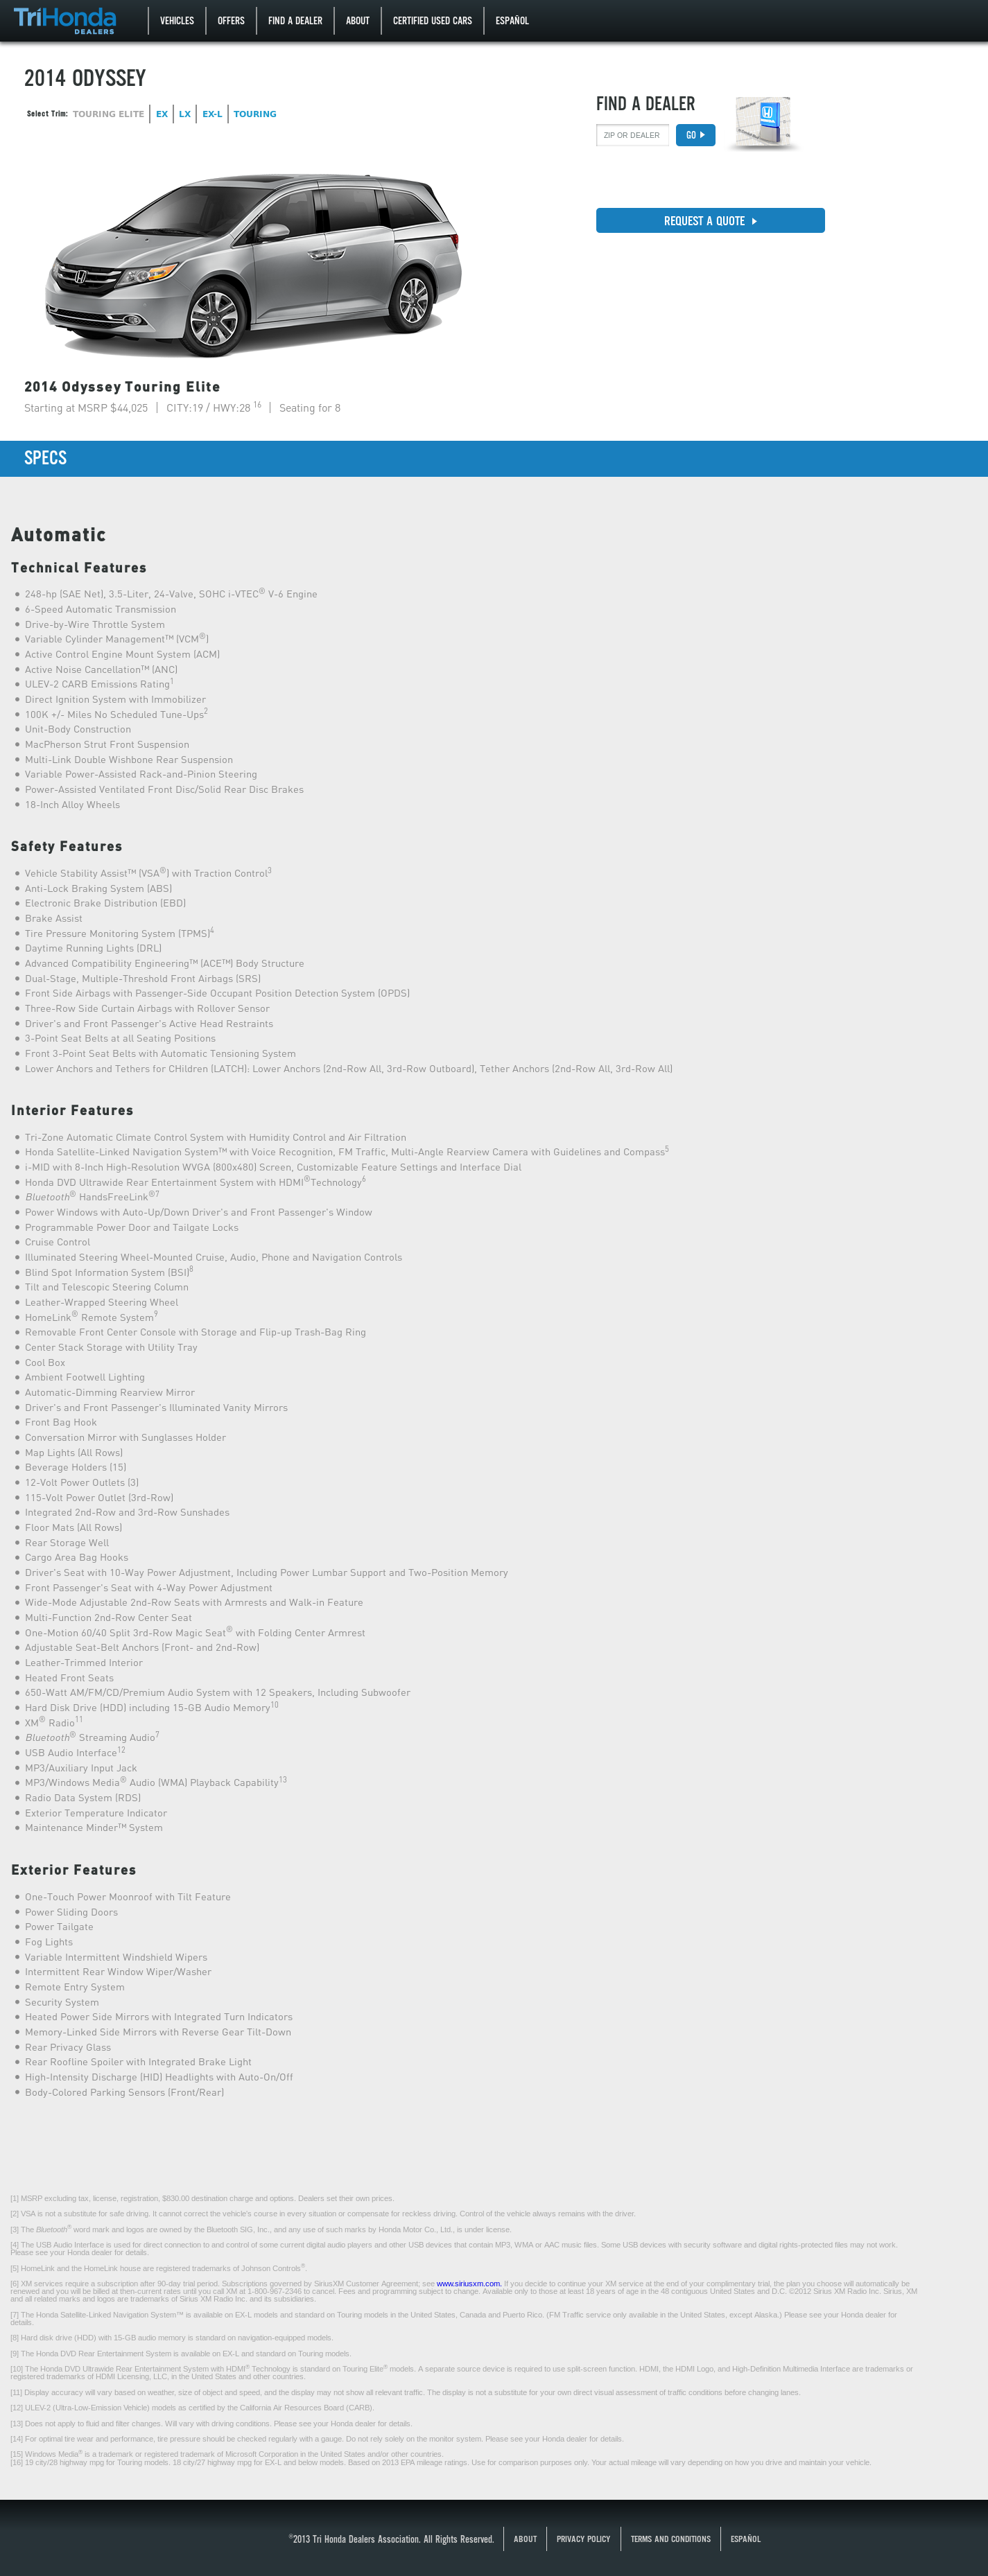 TriHonda
DEALERS
VEHICLES
OFFERS
FIND A DEALER
ABOUT
CERTIFIED USED CARS
ESPAÑOL
2014 ODYSSEY
Select Trim: TOURING ELITE EX LX EX-L TOURING
FIND A DEALER
ZIP OR DEALER
GO
REQUEST A QUOTE
2014 Odyssey Touring Elite
Starting at MSRP $44,025 | CITY:19 / HWY:28 16 | Seating for 8
SPECS
Automatic
Technical Features
248-hp (SAE Net), 3.5-Liter, 24-Valve, SOHC i-VTEC® V-6 Engine
6-Speed Automatic Transmission
Drive-by-Wire Throttle System
Variable Cylinder Management™ (VCM®)
Active Control Engine Mount System (ACM)
Active Noise Cancellation™ (ANC)
ULEV-2 CARB Emissions Rating1
Direct Ignition System with Immobilizer
100K +/- Miles No Scheduled Tune-Ups2
Unit-Body Construction
MacPherson Strut Front Suspension
Multi-Link Double Wishbone Rear Suspension
Variable Power-Assisted Rack-and-Pinion Steering
Power-Assisted Ventilated Front Disc/Solid Rear Disc Brakes
18-Inch Alloy Wheels
Safety Features
Vehicle Stability Assist™ (VSA®) with Traction Control3
Anti-Lock Braking System (ABS)
Electronic Brake Distribution (EBD)
Brake Assist
Tire Pressure Monitoring System (TPMS)4
Daytime Running Lights (DRL)
Advanced Compatibility Engineering™ (ACE™) Body Structure
Dual-Stage, Multiple-Threshold Front Airbags (SRS)
Front Side Airbags with Passenger-Side Occupant Position Detection System (OPDS)
Three-Row Side Curtain Airbags with Rollover Sensor
Driver's and Front Passenger's Active Head Restraints
3-Point Seat Belts at all Seating Positions
Front 3-Point Seat Belts with Automatic Tensioning System
Lower Anchors and Tethers for CHildren (LATCH): Lower Anchors (2nd-Row All, 3rd-Row Outboard), Tether Anchors (2nd-Row All, 3rd-Row All)
Interior Features
Tri-Zone Automatic Climate Control System with Humidity Control and Air Filtration
Honda Satellite-Linked Navigation System™ with Voice Recognition, FM Traffic, Multi-Angle Rearview Camera with Guidelines and Compass5
i-MID with 8-Inch High-Resolution WVGA (800x480) Screen, Customizable Feature Settings and Interface Dial
Honda DVD Ultrawide Rear Entertainment System with HDMI®Technology6
Bluetooth® HandsFreeLink®7
Power Windows with Auto-Up/Down Driver's and Front Passenger's Window
Programmable Power Door and Tailgate Locks
Cruise Control
Illuminated Steering Wheel-Mounted Cruise, Audio, Phone and Navigation Controls
Blind Spot Information System (BSI)8
Tilt and Telescopic Steering Column
Leather-Wrapped Steering Wheel
HomeLink® Remote System9
Removable Front Center Console with Storage and Flip-up Trash-Bag Ring
Center Stack Storage with Utility Tray
Cool Box
Ambient Footwell Lighting
Automatic-Dimming Rearview Mirror
Driver's and Front Passenger's Illuminated Vanity Mirrors
Front Bag Hook
Conversation Mirror with Sunglasses Holder
Map Lights (All Rows)
Beverage Holders (15)
12-Volt Power Outlets (3)
115-Volt Power Outlet (3rd-Row)
Integrated 2nd-Row and 3rd-Row Sunshades
Floor Mats (All Rows)
Rear Storage Well
Cargo Area Bag Hooks
Driver's Seat with 10-Way Power Adjustment, Including Power Lumbar Support and Two-Position Memory
Front Passenger's Seat with 4-Way Power Adjustment
Wide-Mode Adjustable 2nd-Row Seats with Armrests and Walk-in Feature
Multi-Function 2nd-Row Center Seat
One-Motion 60/40 Split 3rd-Row Magic Seat® with Folding Center Armrest
Adjustable Seat-Belt Anchors (Front- and 2nd-Row)
Leather-Trimmed Interior
Heated Front Seats
650-Watt AM/FM/CD/Premium Audio System with 12 Speakers, Including Subwoofer
Hard Disk Drive (HDD) including 15-GB Audio Memory10
XM® Radio11
Bluetooth® Streaming Audio7
USB Audio Interface12
MP3/Auxiliary Input Jack
MP3/Windows Media® Audio (WMA) Playback Capability13
Radio Data System (RDS)
Exterior Temperature Indicator
Maintenance Minder™ System
Exterior Features
One-Touch Power Moonroof with Tilt Feature
Power Sliding Doors
Power Tailgate
Fog Lights
Variable Intermittent Windshield Wipers
Intermittent Rear Window Wiper/Washer
Remote Entry System
Security System
Heated Power Side Mirrors with Integrated Turn Indicators
Memory-Linked Side Mirrors with Reverse Gear Tilt-Down
Rear Privacy Glass
Rear Roofline Spoiler with Integrated Brake Light
High-Intensity Discharge (HID) Headlights with Auto-On/Off
Body-Colored Parking Sensors (Front/Rear)
[1] MSRP excluding tax, license, registration, $830.00 destination charge and options. Dealers set their own prices.
[2] VSA is not a substitute for safe driving. It cannot correct the vehicle's course in every situation or compensate for reckless driving. Control of the vehicle always remains with the driver.
[3] The Bluetooth® word mark and logos are owned by the Bluetooth SIG, Inc., and any use of such marks by Honda Motor Co., Ltd., is under license.
[4] The USB Audio Interface is used for direct connection to and control of some current digital audio players and other USB devices that contain MP3, WMA or AAC music files. Some USB devices with security software and digital rights-protected files may not work.
Please see your Honda dealer for details.
[5] HomeLink and the HomeLink house are registered trademarks of Johnson Controls®.
[6] XM services require a subscription after 90-day trial period. Subscriptions governed by SiriusXM Customer Agreement; see www.siriusxm.com. If you decide to continue your XM service at the end of your complimentary trial, the plan you choose will automatically be
renewed and you will be billed at then-current rates until you call XM at 1-800-967-2346 to cancel. Fees and programming subject to change. Available only to those at least 18 years of age in the 48 contiguous United States and D.C. ©2012 Sirius XM Radio Inc. Sirius, XM
and all related marks and logos are trademarks of Sirius XM Radio Inc. and its subsidiaries.
[7] The Honda Satellite-Linked Navigation System™ is available on EX-L models and standard on Touring models in the United States, Canada and Puerto Rico. (FM Traffic service only available in the United States, except Alaska.) Please see your Honda dealer for
details.
[8] Hard disk drive (HDD) with 15-GB audio memory is standard on navigation-equipped models.
[9] The Honda DVD Rear Entertainment System is available on EX-L and standard on Touring models.
[10] The Honda DVD Ultrawide Rear Entertainment System with HDMI® Technology is standard on Touring Elite® models. A separate source device is required to use split-screen function. HDMI, the HDMI Logo, and High-Definition Multimedia Interface are trademarks or
registered trademarks of HDMI Licensing, LLC, in the United States and other countries.
[11] Display accuracy will vary based on weather, size of object and speed, and the display may not show all relevant traffic. The display is not a substitute for your own direct visual assessment of traffic conditions before changing lanes.
[12] ULEV-2 (Ultra-Low-Emission Vehicle) models as certified by the California Air Resources Board (CARB).
[13] Does not apply to fluid and filter changes. Will vary with driving conditions. Please see your Honda dealer for details.
[14] For optimal tire wear and performance, tire pressure should be checked regularly with a gauge. Do not rely solely on the monitor system. Please see your Honda dealer for details.
[15] Windows Media® is a trademark or registered trademark of Microsoft Corporation in the United States and/or other countries.
[16] 19 city/28 highway mpg for Touring models. 18 city/27 highway mpg for EX-L and below models. Based on 2013 EPA mileage ratings. Use for comparison purposes only. Your actual mileage will vary depending on how you drive and maintain your vehicle.
®2013 Tri Honda Dealers Association. All Rights Reserved.
ABOUT
PRIVACY POLICY
TERMS AND CONDITIONS
ESPAÑOL